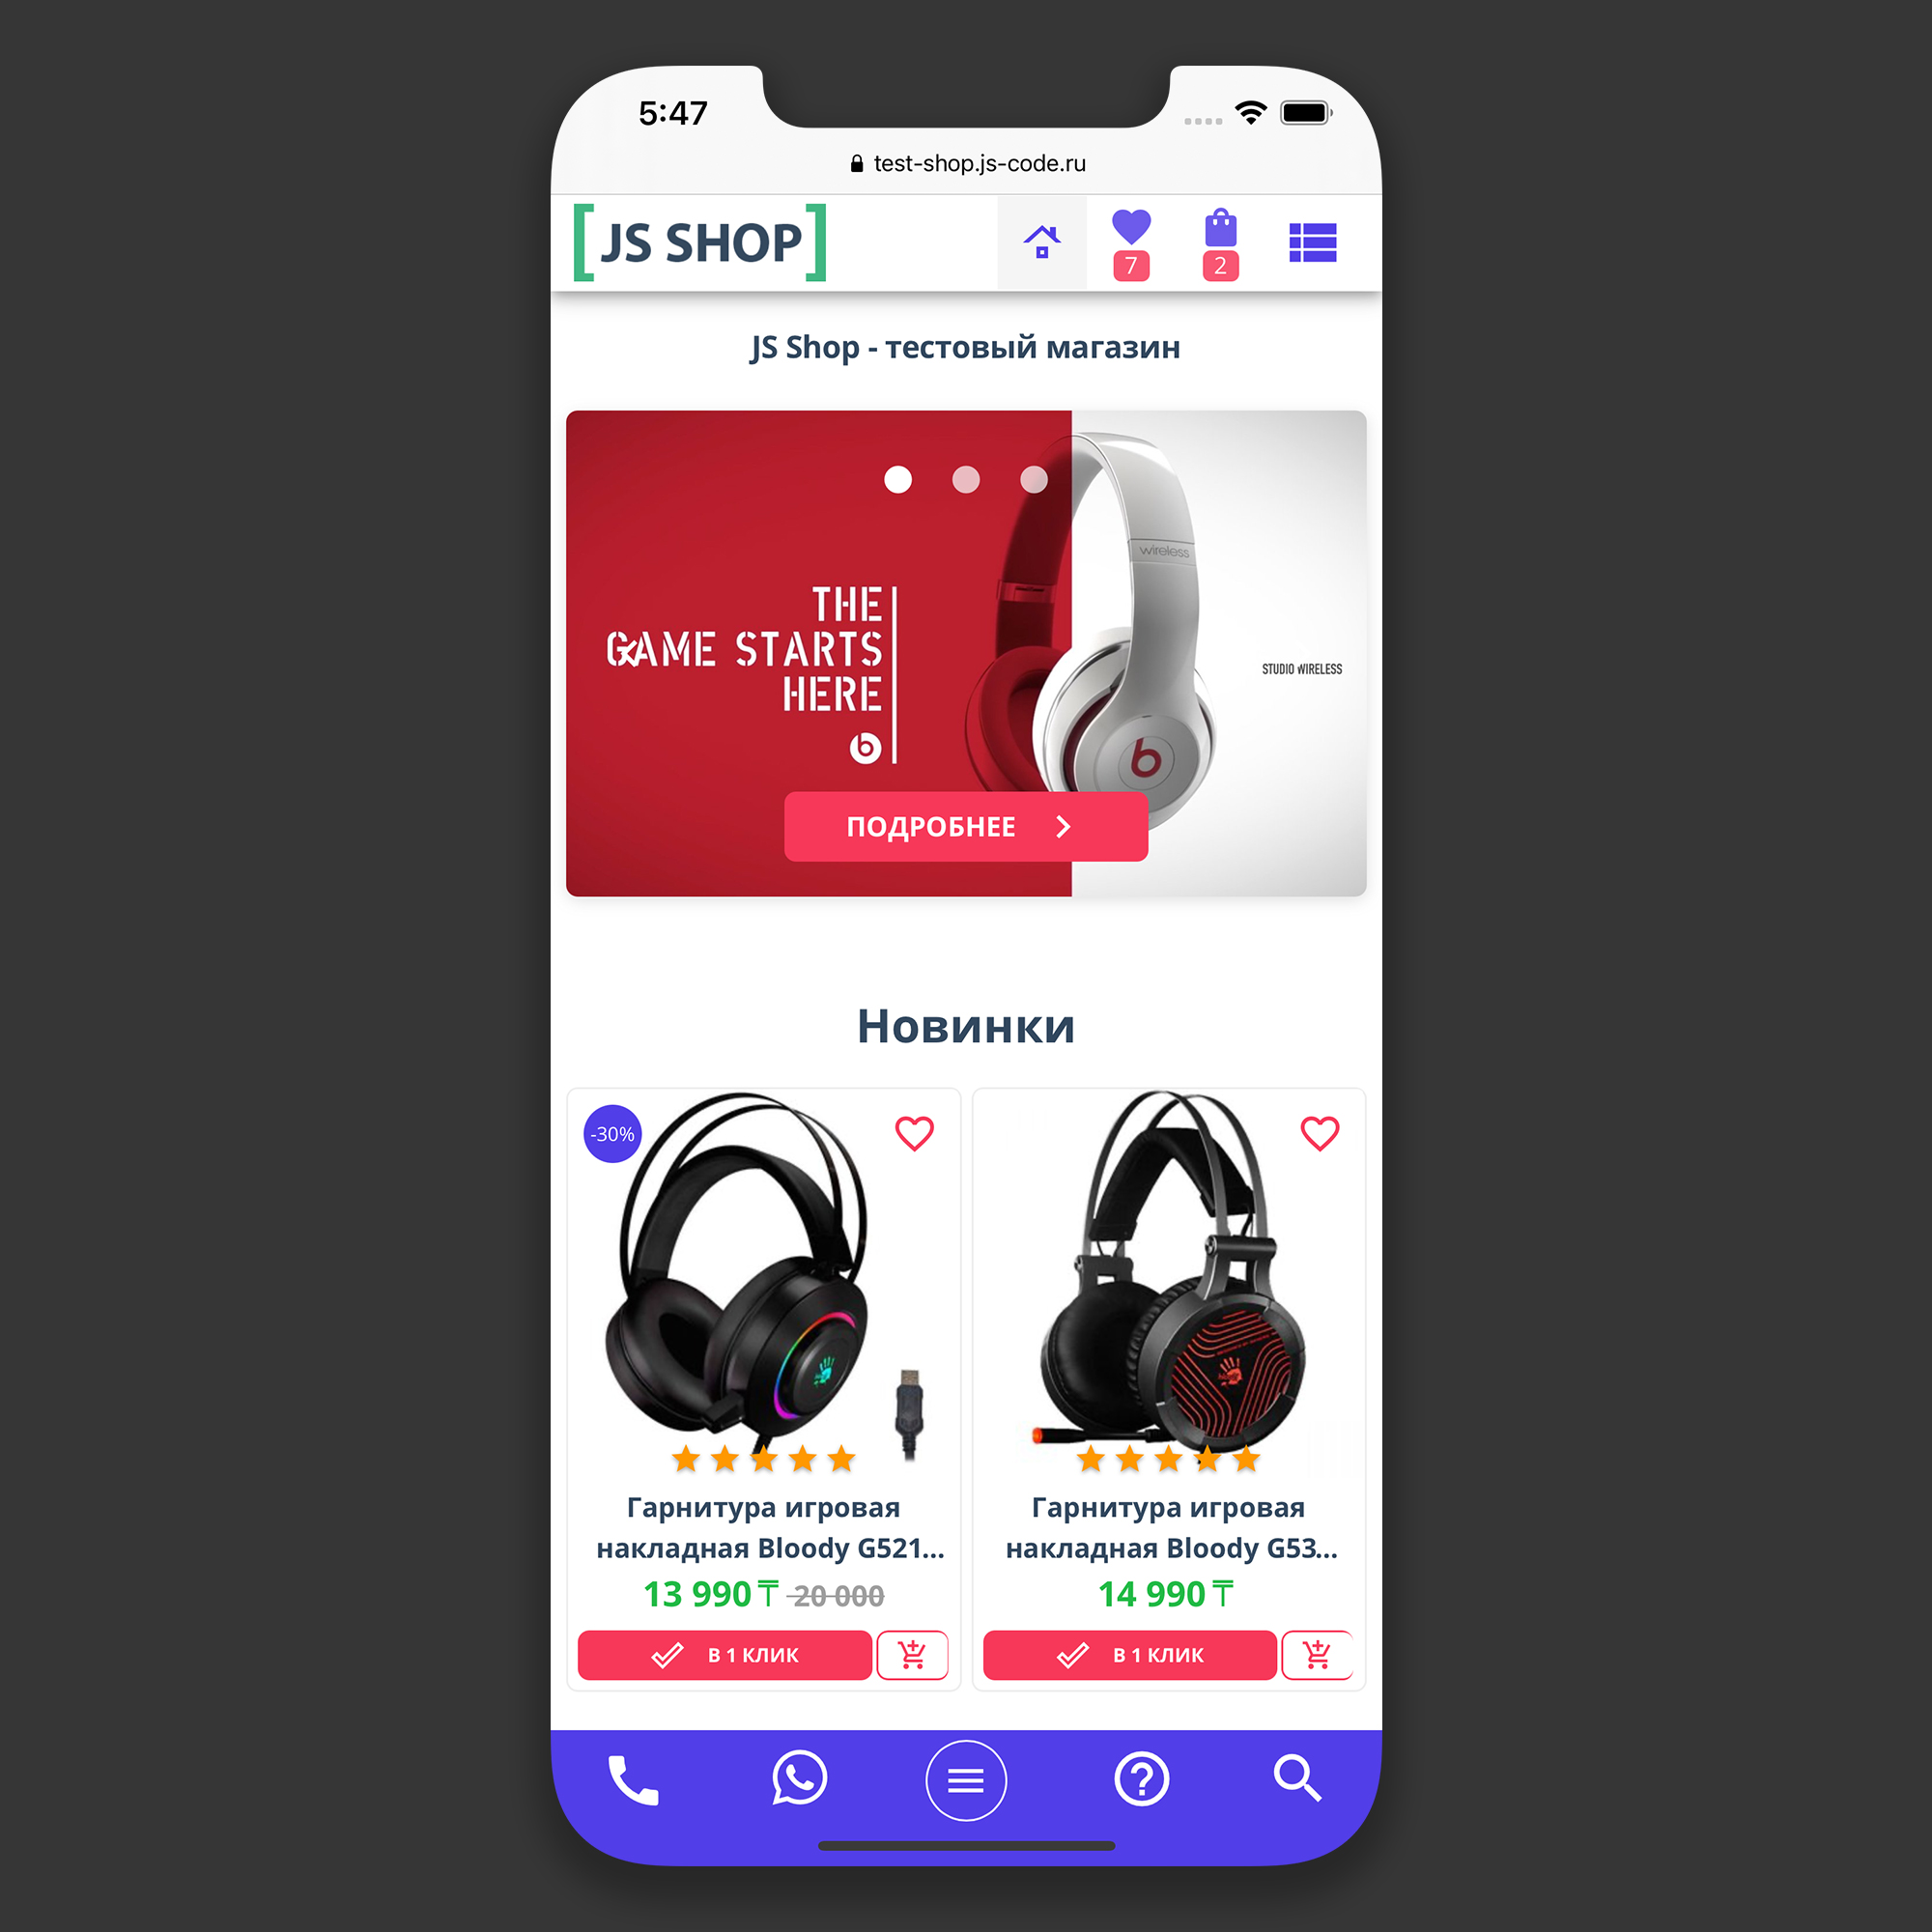 5:47
test-shop.js-code.ru
[JS SHOP]
7
2
JS Shop - тестовый магазин
wireless
THE
GAME STARTS
HERE
STUDIO WIRELESS
b
b
ПОДРОБНЕЕ
Новинки
-30%
Гарнитура игровая
накладная Bloody G521...
13 990 ₸ 20 000
В 1 КЛИК
Гарнитура игровая
накладная Bloody G53...
14 990 ₸
В 1 КЛИК